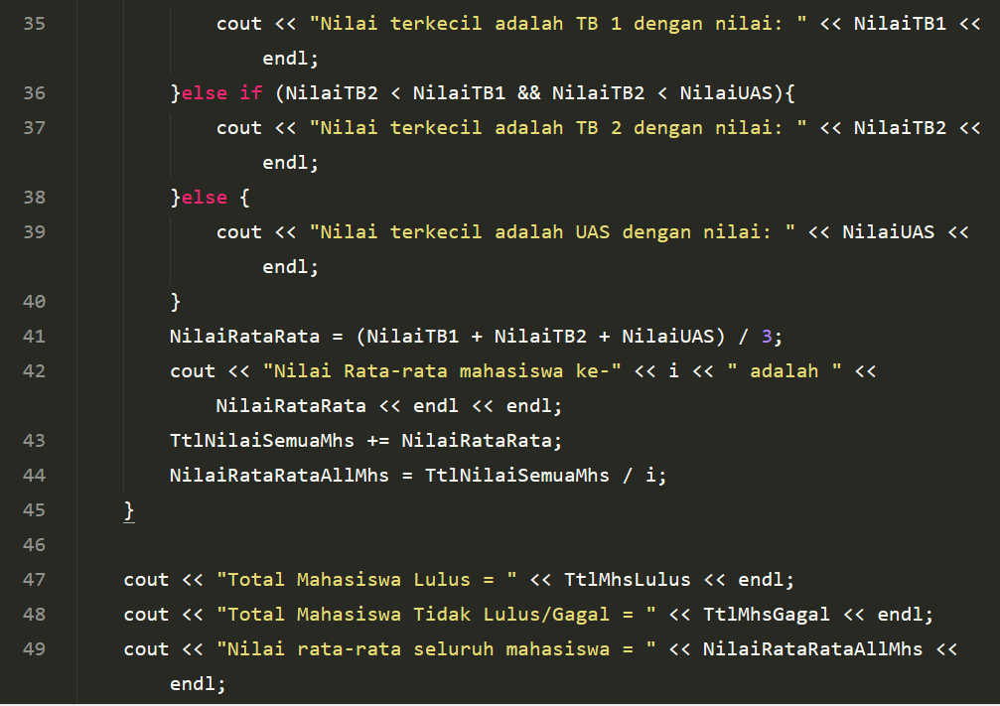 35 cout << "Nilai terkecil adalah TB 1 dengan nilai: " << NilaiTB1 <<
endl;
36 }else if (NilaiTB2 < NilaiTB1 && NilaiTB2 < NilaiUAS){
37 cout << "Nilai terkecil adalah TB 2 dengan nilai: " << NilaiTB2 <<
endl;
38 }else {
39 cout << "Nilai terkecil adalah UAS dengan nilai: " << NilaiUAS <<
endl;
40 }
41 NilaiRataRata = (NilaiTB1 + NilaiTB2 + NilaiUAS) / 3;
42 cout << "Nilai Rata-rata mahasiswa ke-" << i << " adalah " <<
NilaiRataRata << endl << endl;
43 TtlNilaiSemuaMhs += NilaiRataRata;
44 NilaiRataRataAllMhs = TtlNilaiSemuaMhs / i;
45 }
46
47 cout << "Total Mahasiswa Lulus = " << TtlMhsLulus << endl;
48 cout << "Total Mahasiswa Tidak Lulus/Gagal = " << TtlMhsGagal << endl;
49 cout << "Nilai rata-rata seluruh mahasiswa = " << NilaiRataRataAllMhs <<
endl;